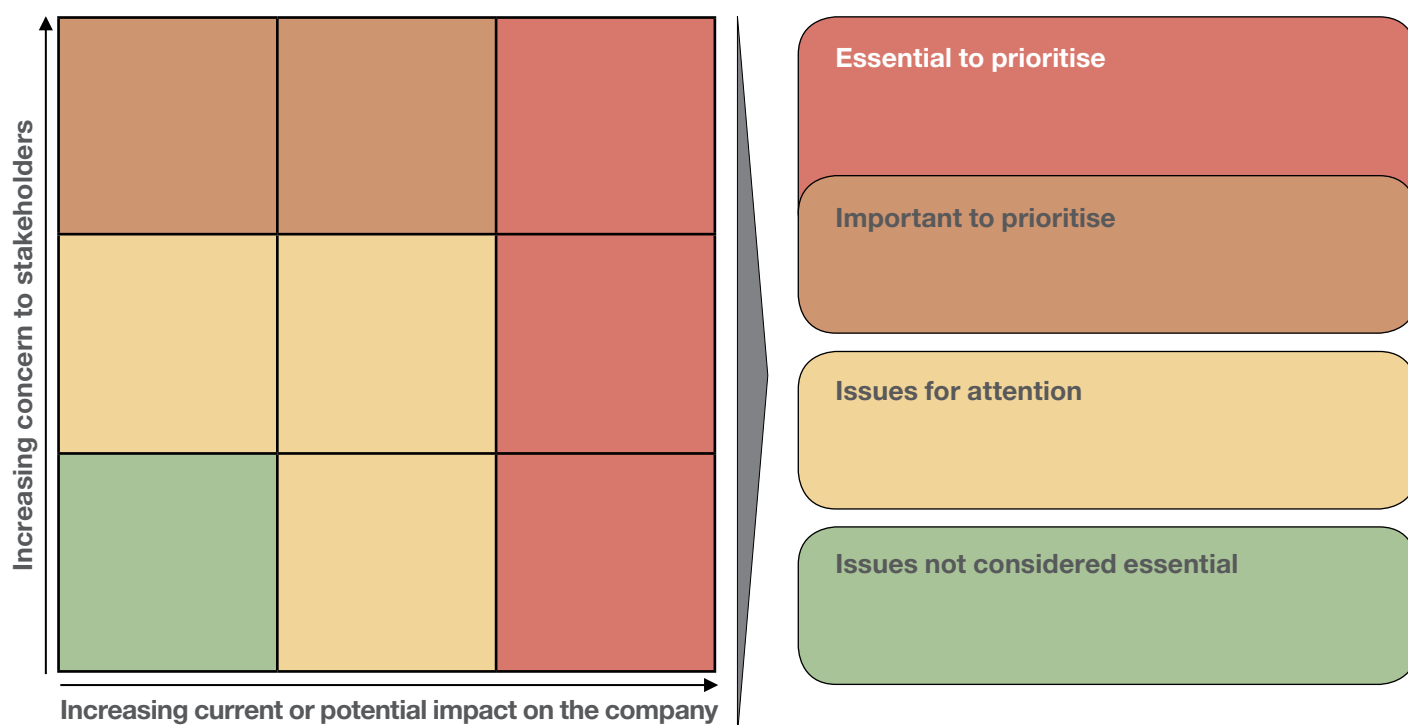 Increasing concern to stakeholders
Increasing current or potential impact on the company
Essential to prioritise
Important to prioritise
Issues for attention
Issues not considered essential